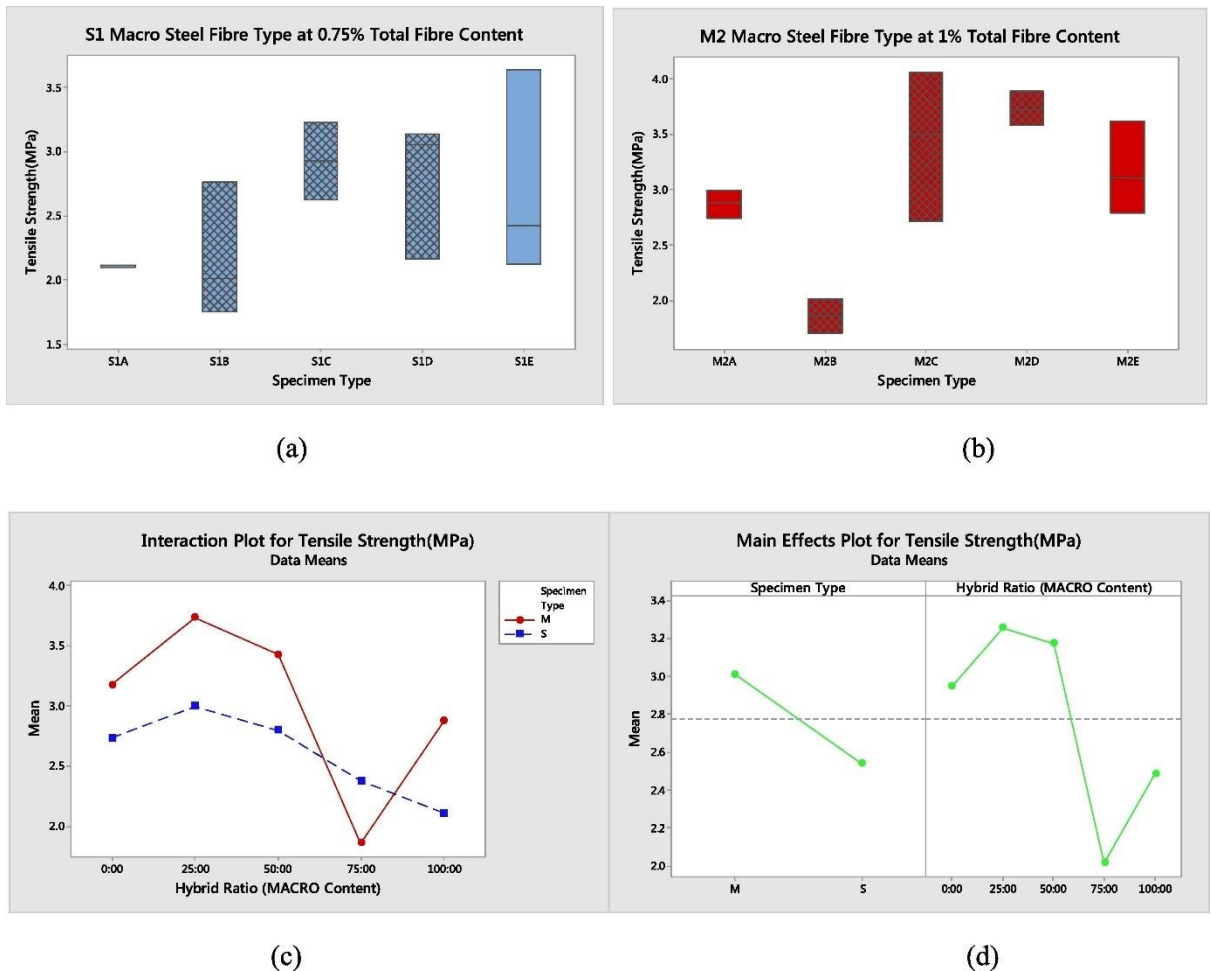 S1 Macro Steel Fibre Type at 0.75% Total Fibre Content
3.5
3.0
2.5
2.0
1.5
Tensile Strength(MPa)
S1A S1B S1C S1D S1E
Specimen Type
(a)
M2 Macro Steel Fibre Type at 1% Total Fibre Content
4.0
3.5
3.0
2.5
2.0
Tensile Strength(MPa)
M2A M2B M2C M2D M2E
Specimen Type
(b)
Interaction Plot for Tensile Strength(MPa)
Data Means
4.0
3.5
3.0
2.5
2.0
Mean
0:00 25:00 50:00 75:00 100:00
Hybrid Ratio (MACRO Content)
Specimen
Type
M
S
(c)
Main Effects Plot for Tensile Strength(MPa)
Data Means
Specimen Type Hybrid Ratio (MACRO Content)
3.4
3.2
3.0
2.8
2.6
2.4
2.2
2.0
Mean
M S 0:00 25:00 50:00 75:00 100:00
(d)